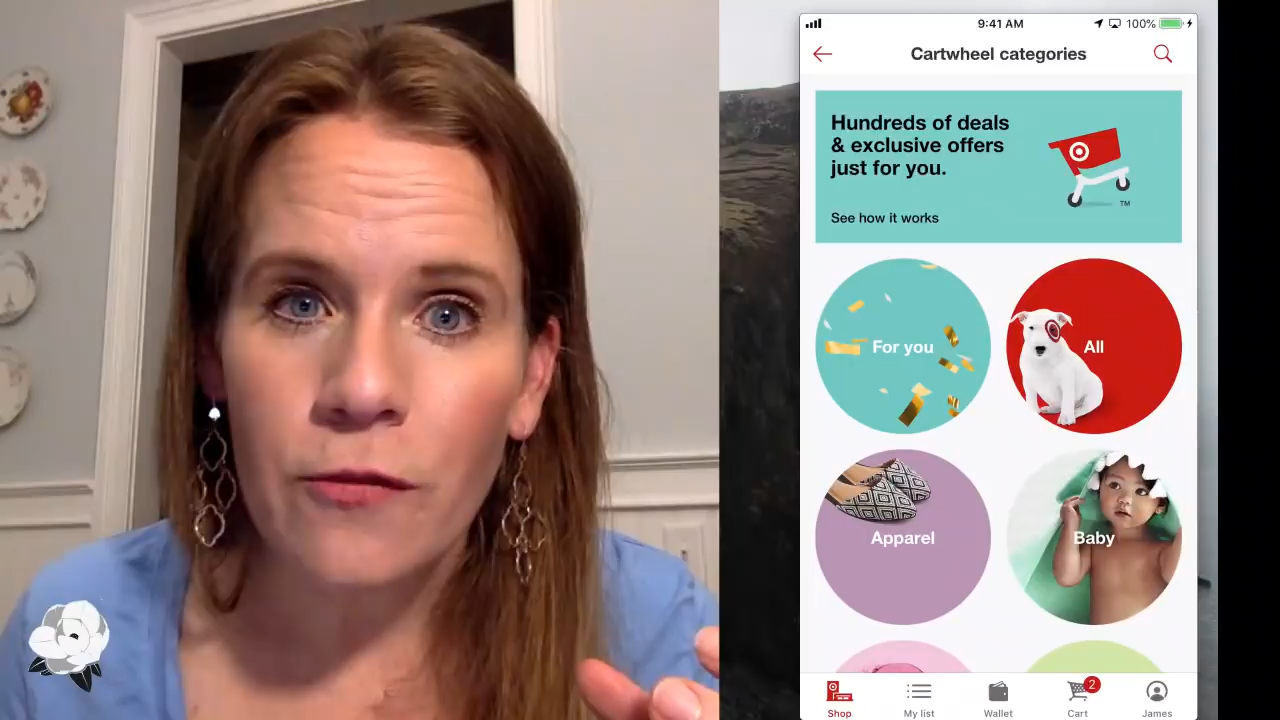 9:41 AM
100%
Cartwheel categories
Hundreds of deals
& exclusive offers
just for you.
See how it works
TM
For you
All
Apparel
Baby
2
Shop
My list
Wallet
Cart
James